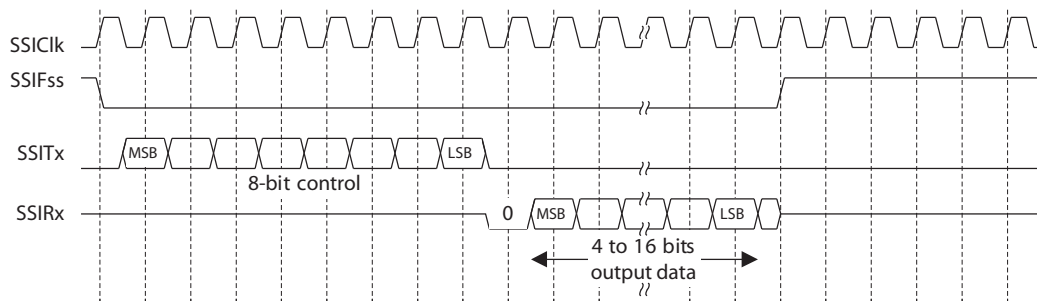 SSIClk
SSIFss
SSITx MSB LSB
8-bit control
SSIRx 0 MSB LSB
4 to 16 bits
output data